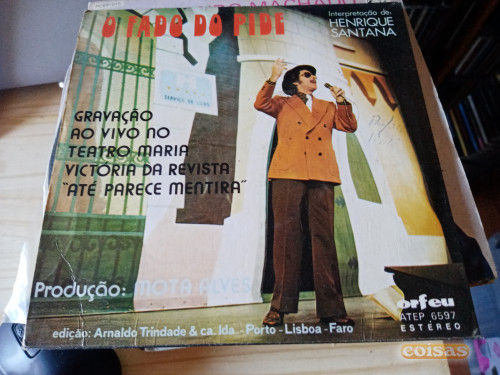 O FADO DO PIDE
Interpretação de:
HENRIQUE
SANTANA
GRAVAÇÃO
AO VIVO NO
TEATRO MARIA
VICTÓRIA DA REVISTA
"ATÉ PARECE MENTIRA"
Produção: MOTA ALVES
edição: Arnaldo Trindade & ca. lda. - Porto - Lisboa - Faro
orfeu
ATEP 6597
ESTÉREO
coisas